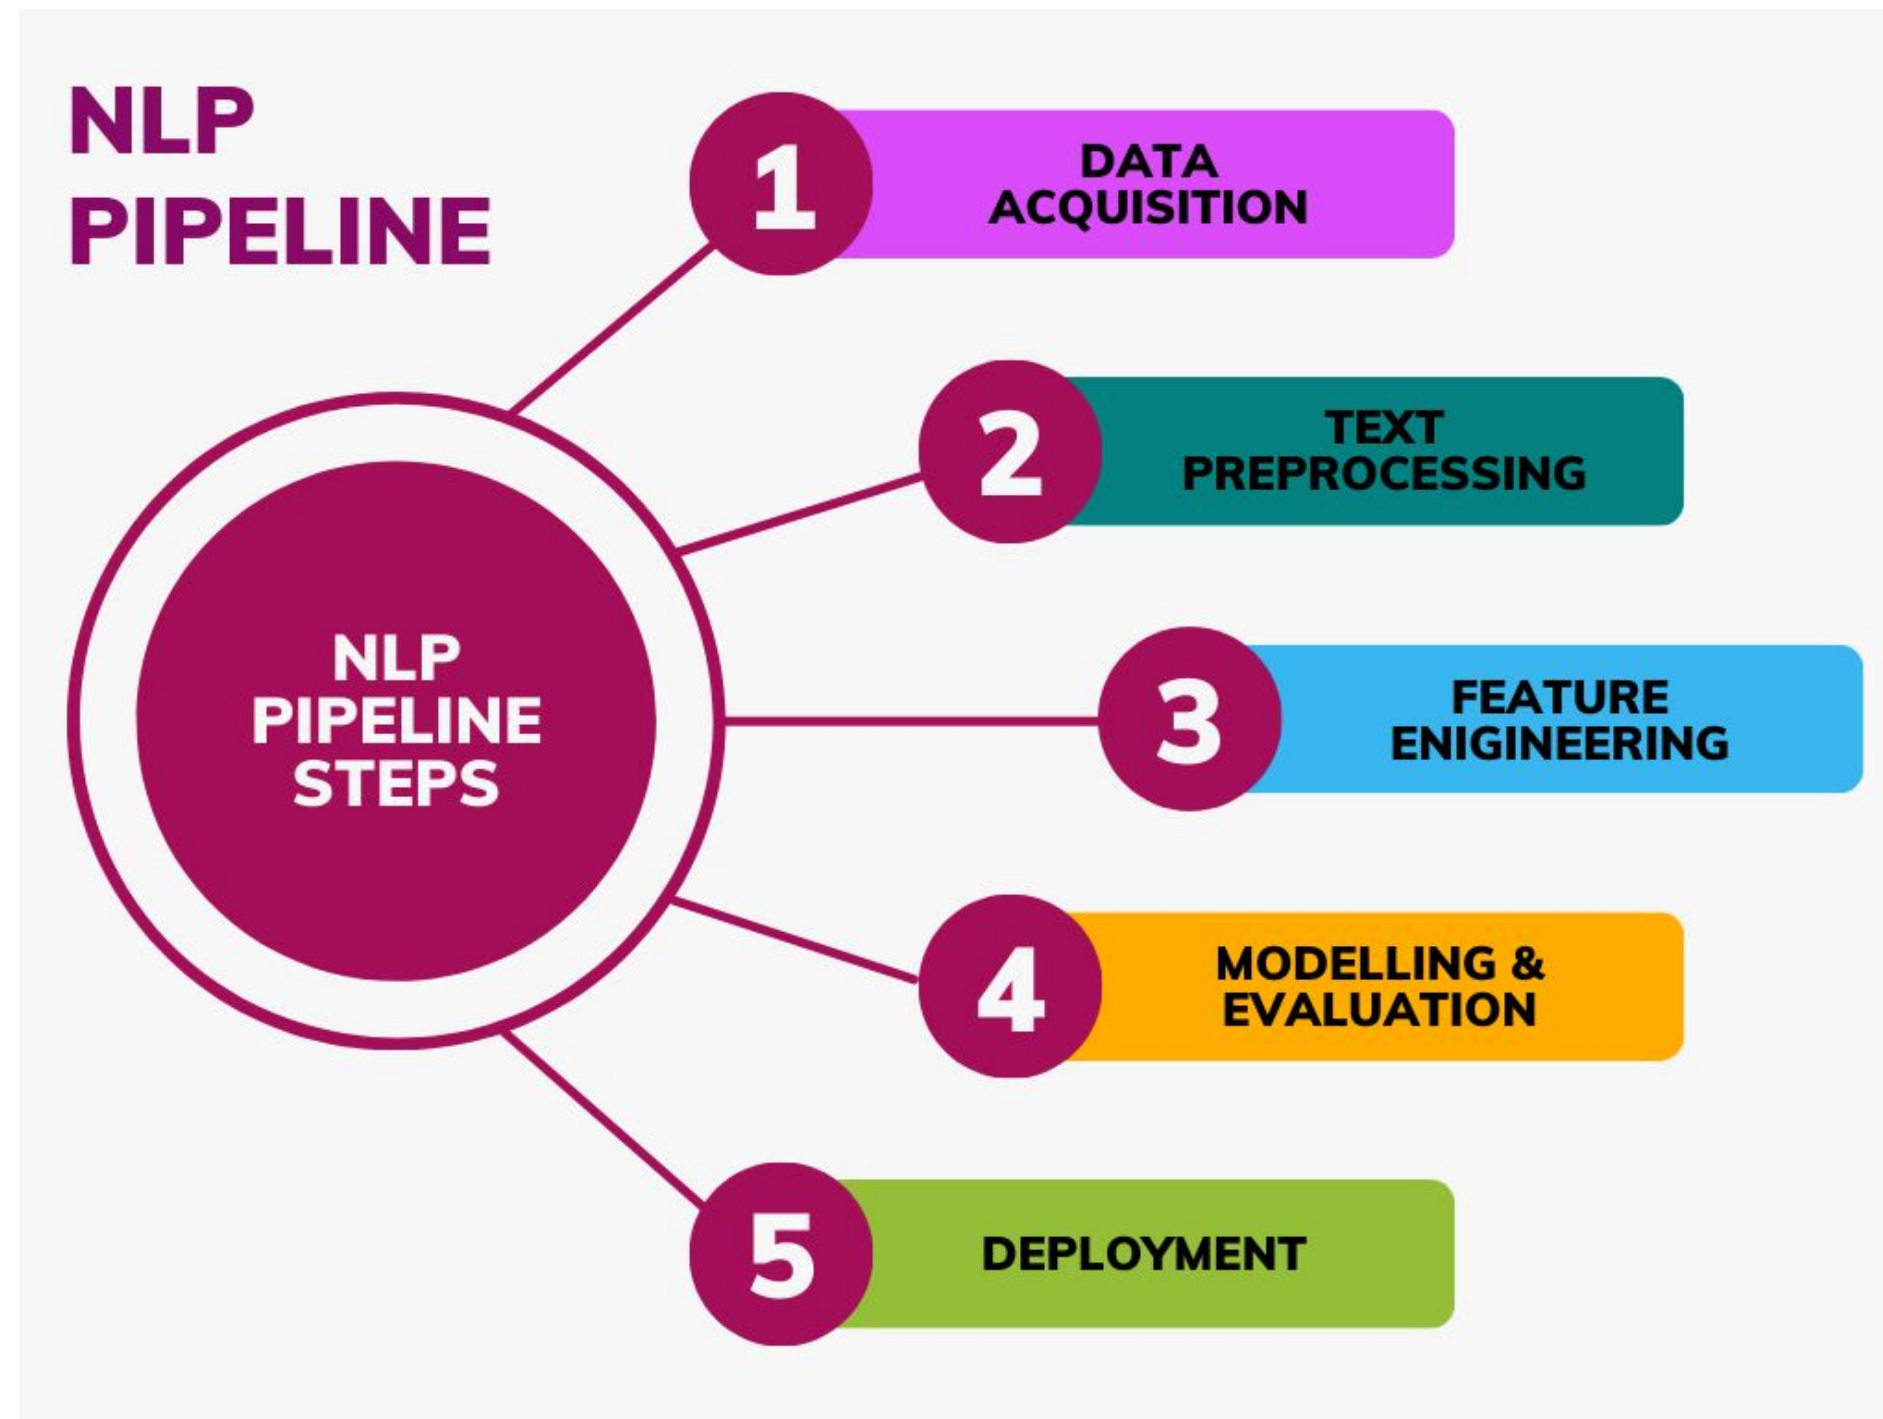 NLP
PIPELINE
1
DATA
ACQUISITION
2
TEXT
PREPROCESSING
NLP
PIPELINE
STEPS
3
FEATURE
ENIGINEERING
4
MODELLING &
EVALUATION
5
DEPLOYMENT